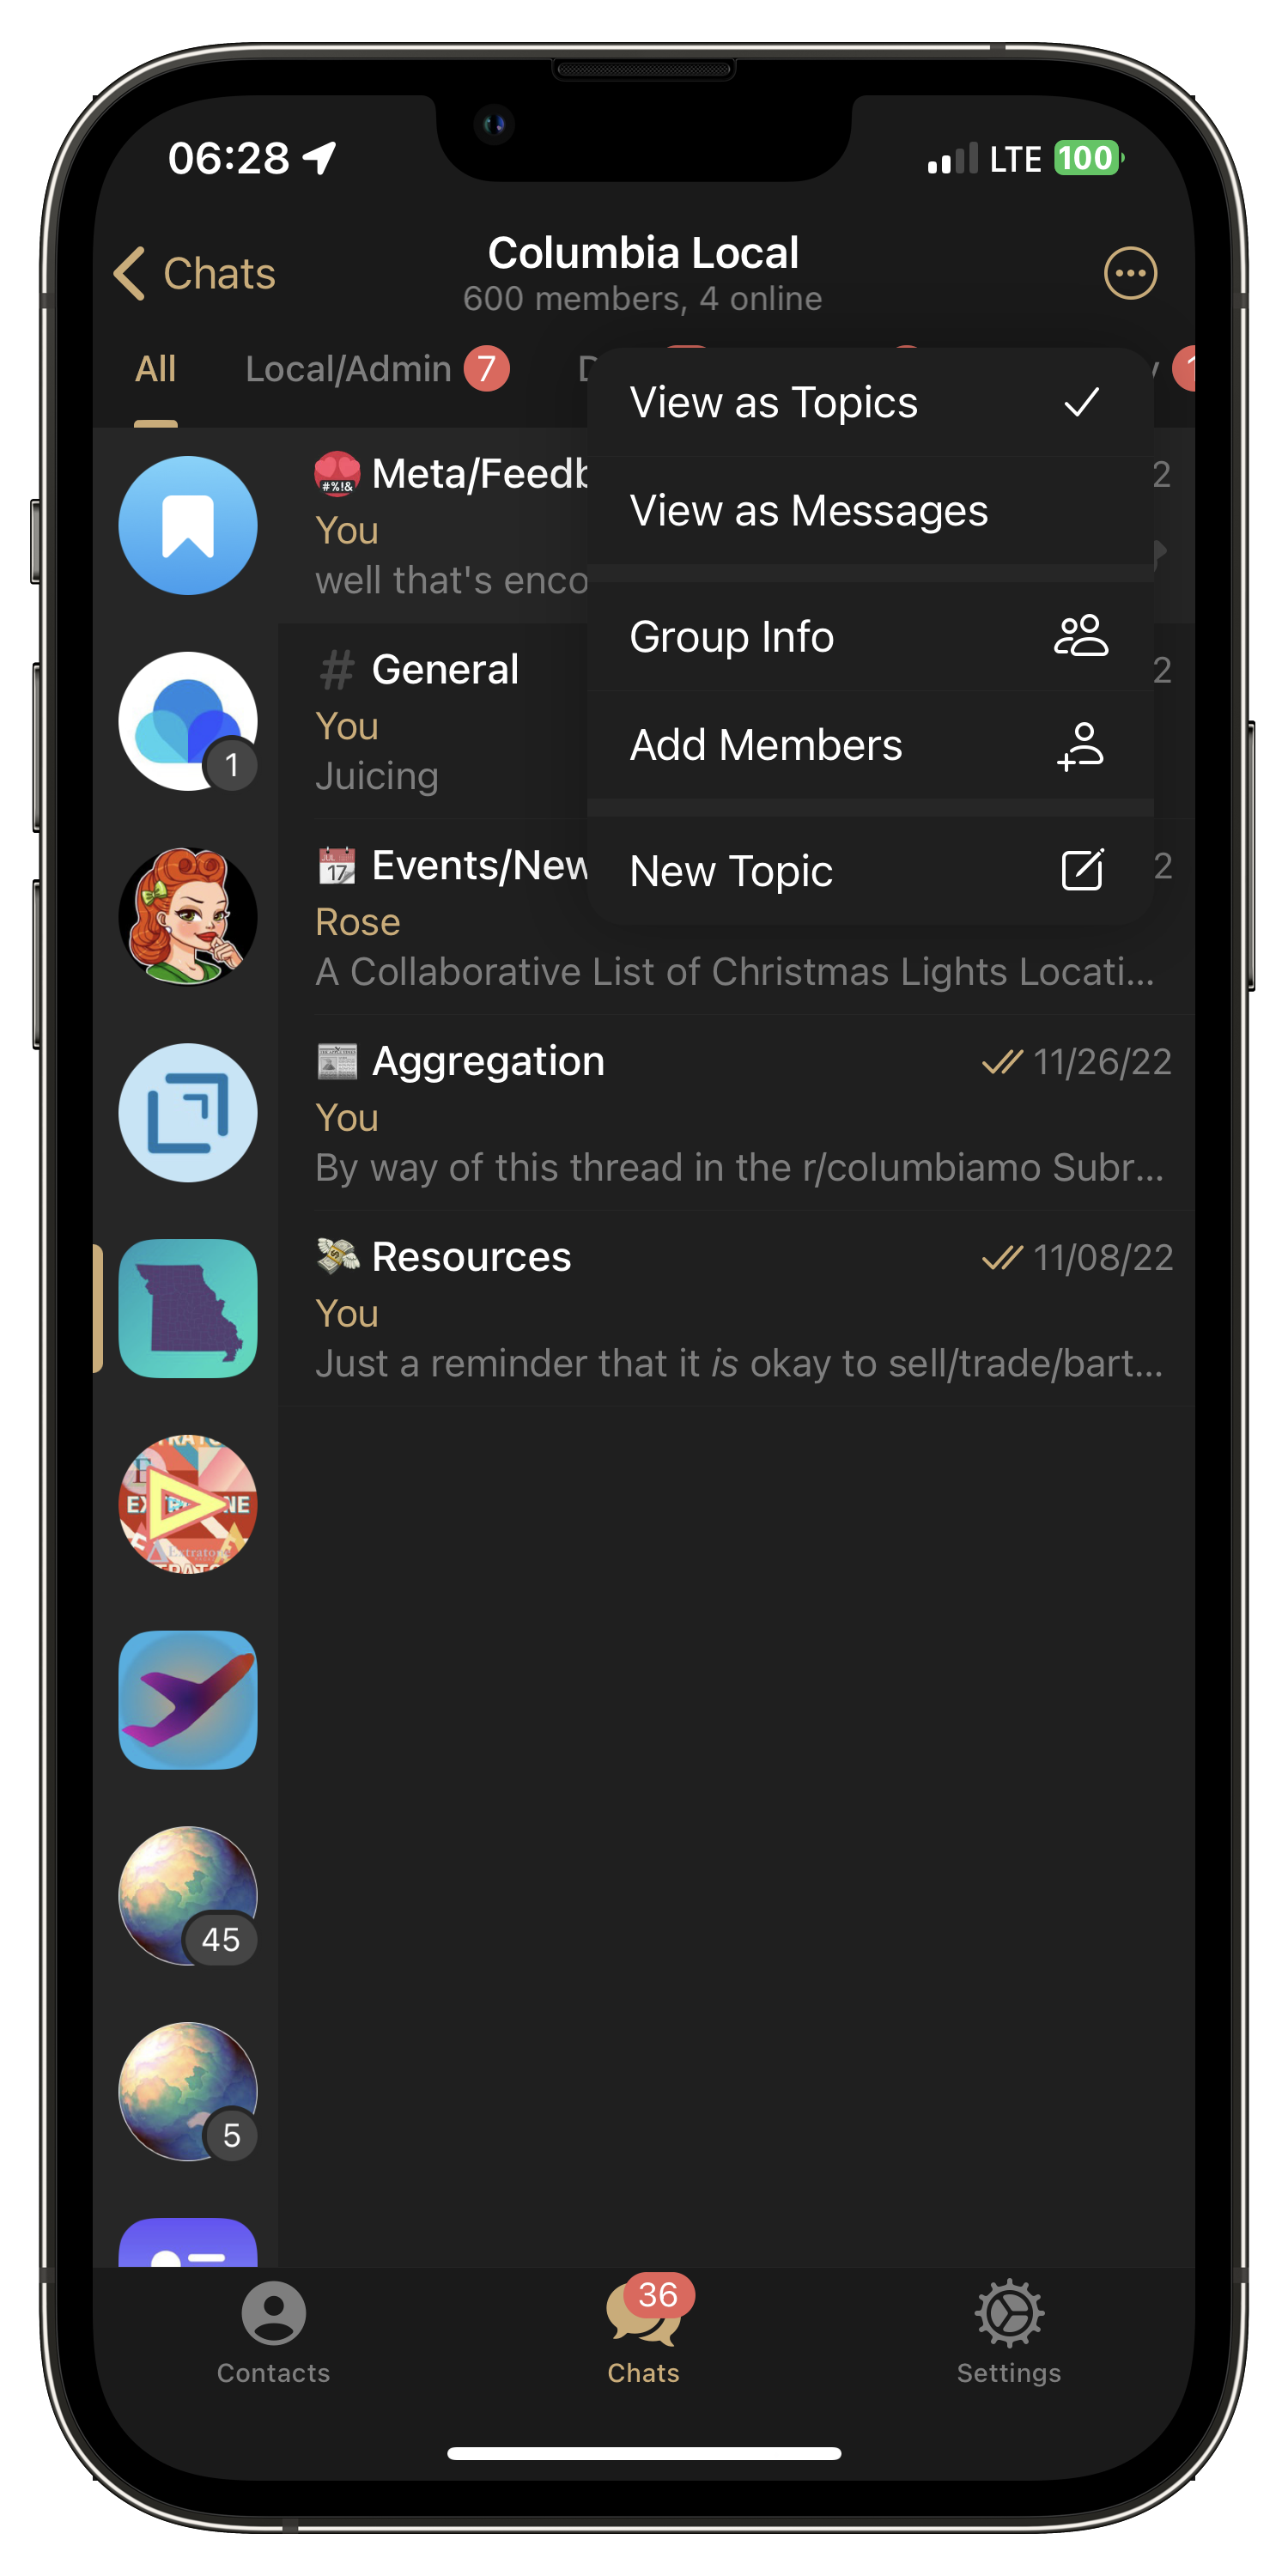 06:28 LTE 100
Chats
Columbia Local
600 members, 4 online
All Local/Admin 7
View as Topics
View as Messages
Group Info
Add Members
New Topic
#%!&
Meta/Feedb
2
You
well that's enco
# General
2
You
Juicing
1
JUL
17
Events/New
2
Rose
A Collaborative List of Christmas Lights Locati...
Aggregation 11/26/22
You
By way of this thread in the r/columbiamo Subr...
Resources 11/08/22
You
Just a reminder that it is okay to sell/trade/bart...
45
5
36
Contacts Chats Settings